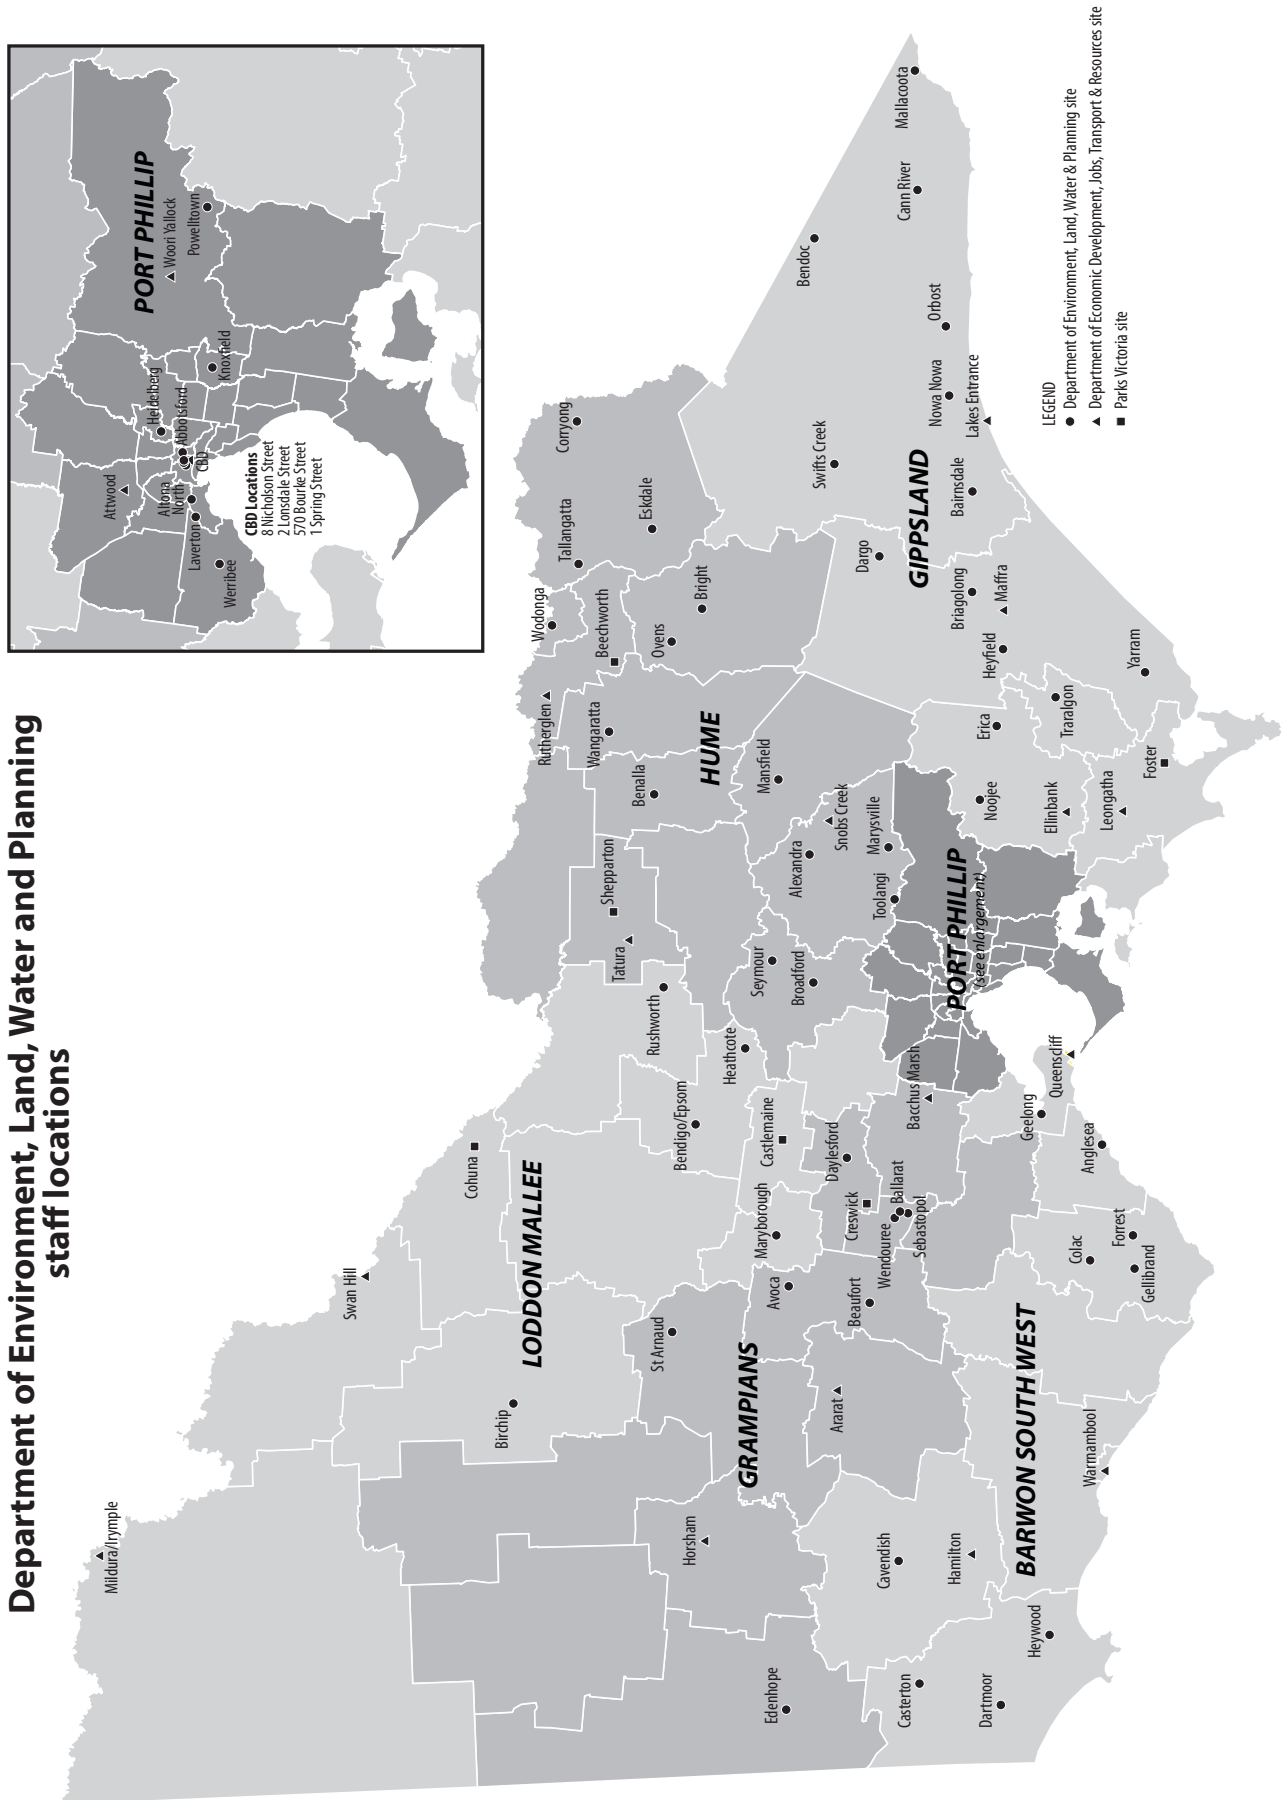 Department of Environment, Land, Water and Planning
staff locations
Mildura/Irymple
Swan Hill
Cohuna
LODDON MALLEE
Birchip
Bendigo/Epsom
Rushworth
Heathcote
Castlemaine
Maryborough
St Arnaud
Avoca
GRAMPIANS
Horsham
Edenhope
Ararat
Beaufort
Wendouree
Ballarat
Sebastopol
Creswick
Daylesford
Bacchus Marsh
BARWON SOUTH WEST
Cavendish
Hamilton
Casterton
Dartmoor
Heywood
Warrnambool
Colac
Gellibrand
Forrest
Anglesea
Geelong
Queenscliff
HUME
Corryong
Tallangatta
Eskdale
Wodonga
Beechworth
Bright
Ovens
Rutherglen
Wangaratta
Benalla
Mansfield
Shepparton
Tatura
Snobs Creek
Alexandra
Marysville
Toolangi
Seymour
Broadford
PORT PHILLIP
(see enlargement)
GIPPSLAND
Mallacoota
Cann River
Bendoc
Orbost
Nowa Nowa
Lakes Entrance
Swifts Creek
Bairnsdale
Dargo
Briagolong
Maffra
Heyfield
Yarram
Traralgon
Erica
Noojee
Ellinbank
Leongatha
Foster
PORT PHILLIP
Woori Yallock
Powelltown
Knoxfield
Heidelberg
Abbotsford
CBD
Attwood
Altona
North
Laverton
Werribee
CBD Locations
8 Nicholson Street
2 Lonsdale Street
570 Bourke Street
1 Spring Street
LEGEND
Department of Environment, Land, Water & Planning site
Department of Economic Development, Jobs, Transport & Resources site
Parks Victoria site